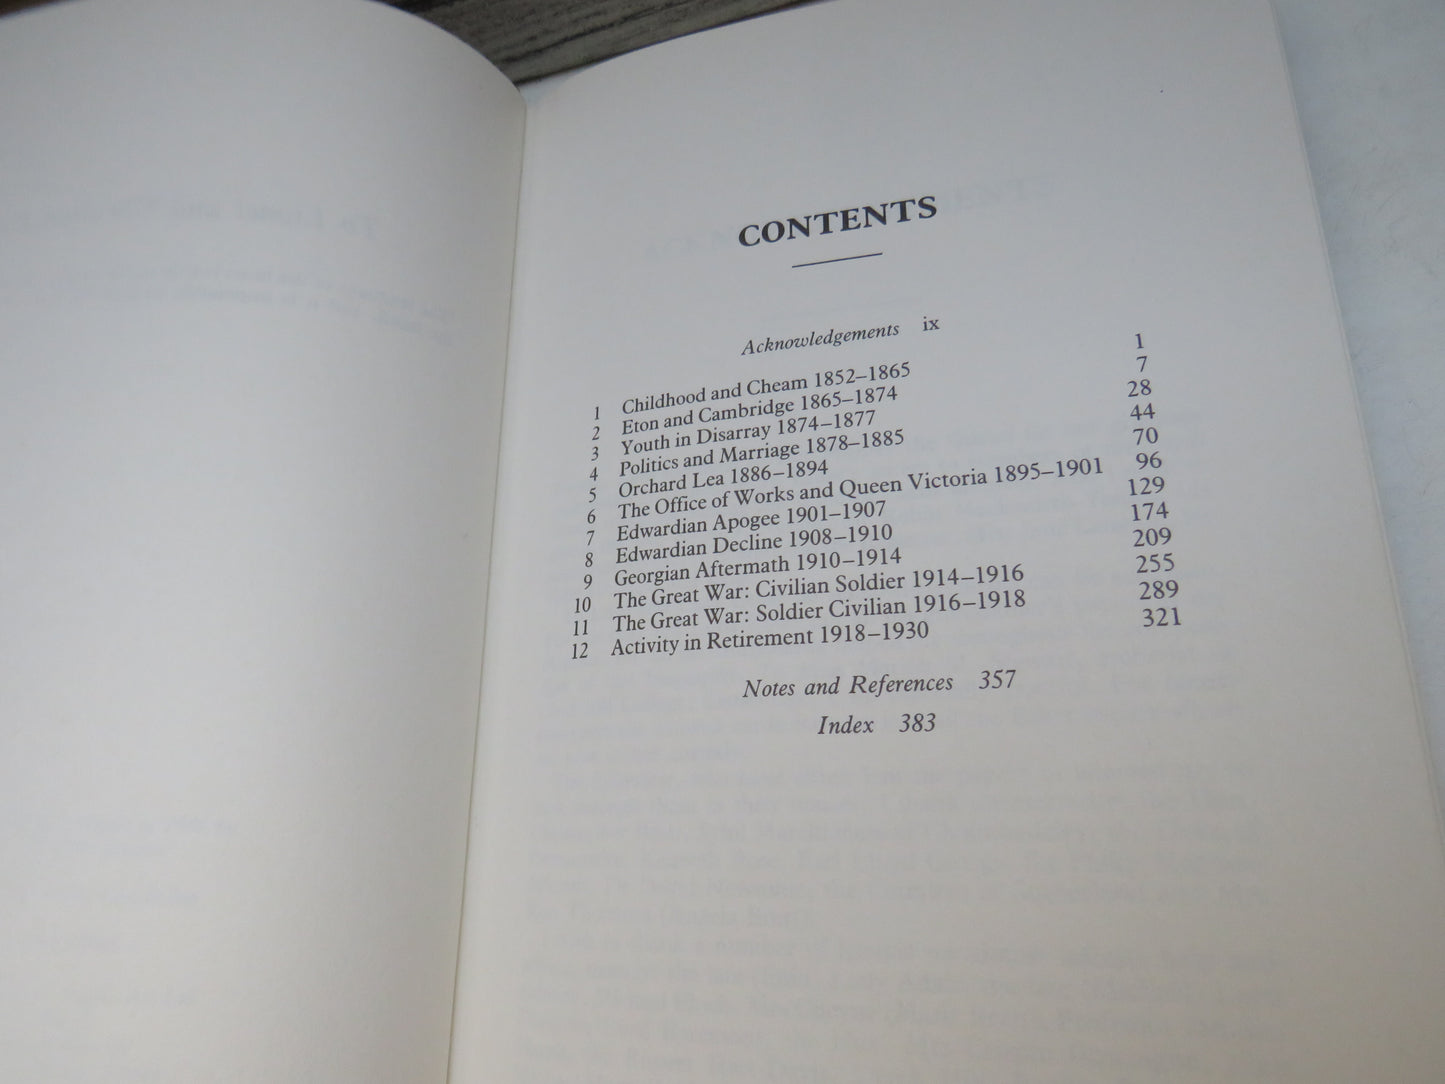 CONTENTS
Acknowledgements ix
1 Childhood and Cheam 1852–1865 1
2 Eton and Cambridge 1865–1874 7
3 Youth in Disarray 1874–1877 28
4 Politics and Marriage 1878–1885 44
5 Orchard Lea 1886–1894 70
6 The Office of Works and Queen Victoria 1895–1901 96
7 Edwardian Apogee 1901–1907 129
8 Edwardian Decline 1908–1910 174
9 Georgian Aftermath 1910–1914 209
10 The Great War: Civilian Soldier 1914–1916 255
11 The Great War: Soldier Civilian 1916–1918 289
12 Activity in Retirement 1918–1930 321
Notes and References 357
Index 383